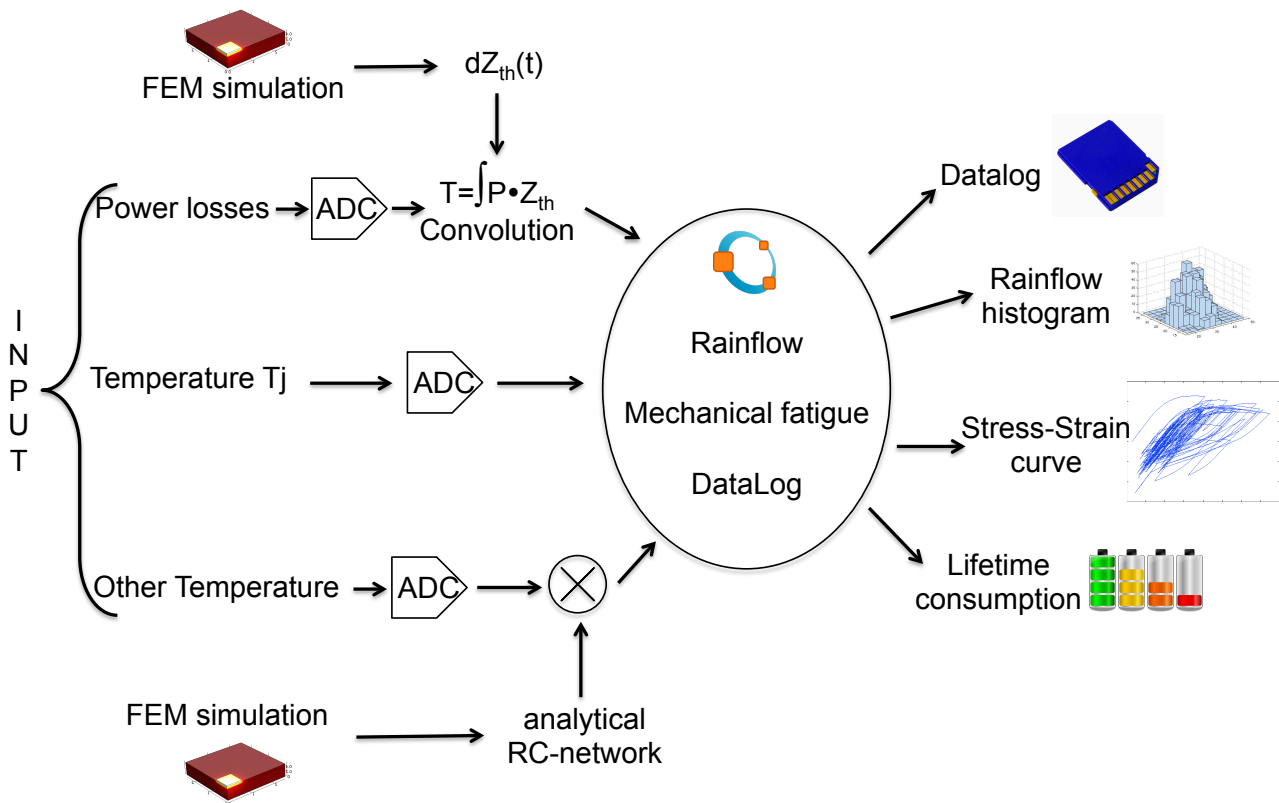 FEM simulation
dZth(t)
INPUT
Power losses
ADC
T=∫P•Zth
Convolution
Temperature Tj
ADC
Other Temperature
ADC
FEM simulation
analytical
RC-network
Rainflow
Mechanical fatigue
DataLog
Datalog
Rainflow
histogram
Stress-Strain
curve
Lifetime
consumption